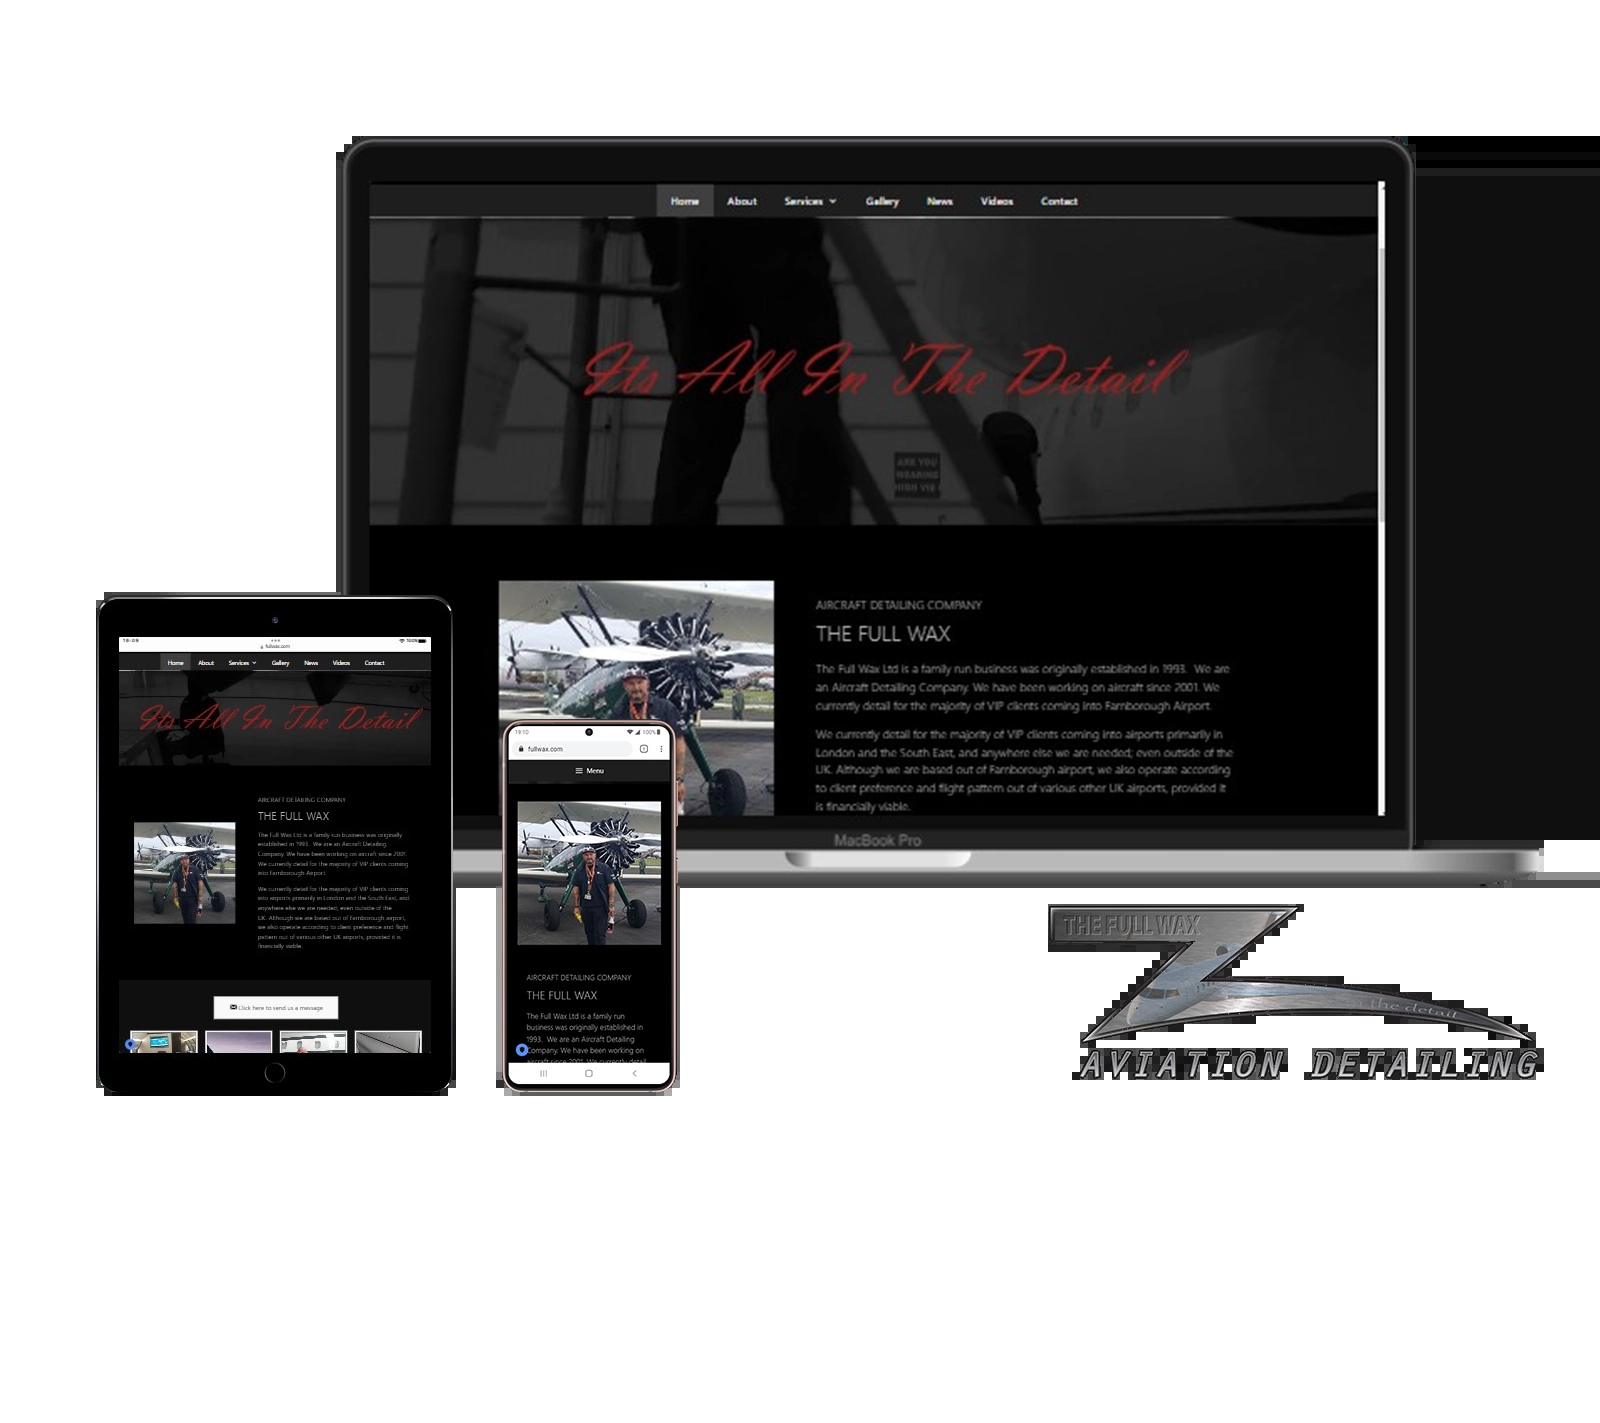 Home About Services Gallery News Videos Contact
Its All In The Detail
ARE YOU
WEARING
HIGH VIS
AIRCRAFT DETAILING COMPANY
THE FULL WAX
The Full Wax Ltd is a family run business was originally established in 1993. We are
an Aircraft Detailing Company. We have been working on aircraft since 2001. We
currently detail for the majority of VIP clients coming into Farnborough Airport.
We currently detail for the majority of VIP clients coming into airports primarily in
London and the South East, and anywhere else we are needed; even outside of the
UK. Although we are based out of Farnborough airport, we also operate according
to client preference and flight pattern out of various other UK airports, provided it
is financially viable.
MacBook Pro
100%
fullwax.com
Home About Services Gallery News Videos Contact
Its All In The Detail
AIRCRAFT DETAILING COMPANY
THE FULL WAX
The Full Wax Ltd is a family run business was originally
established in 1993. We are an Aircraft Detailing
Company. We have been working on aircraft since 2001.
We currently detail for the majority of VIP clients coming
into Farnborough Airport.
We currently detail for the majority of VIP clients coming
into airports primarily in London and the South East, and
anywhere else we are needed; even outside of the
UK. Although we are based out of Farnborough airport,
we also operate according to client preference and flight
pattern out of various other UK airports, provided it is
financially viable.
Click here to send us a message
19:10 100%
fullwax.com
Menu
AIRCRAFT DETAILING COMPANY
THE FULL WAX
The Full Wax Ltd is a family run
business was originally established in
1993. We are an Aircraft Detailing
Company. We have been working on
aircraft since 2001. We currently detail
THE FULL WAX
in the detail
AVIATION DETAILING